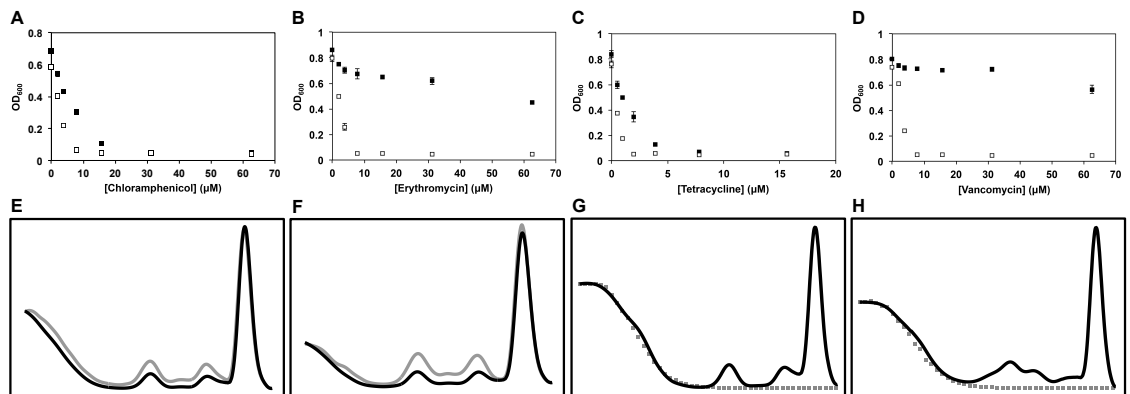 A
B
C
D
0.8
0.6
0.4
0.2
0
OD600
0 10 20 30 40 50 60 70
[Chloramphenicol] (µM)
1
0.8
0.6
0.4
0.2
0
OD600
0 10 20 30 40 50 60 70
[Erythromycin] (µM)
1
0.8
0.6
0.4
0.2
0
OD600
0 5 10 15 20
[Tetracycline] (µM)
1
0.8
0.6
0.4
0.2
0
OD600
0 10 20 30 40 50 60 70
[Vancomycin] (µM)
E
F
G
H